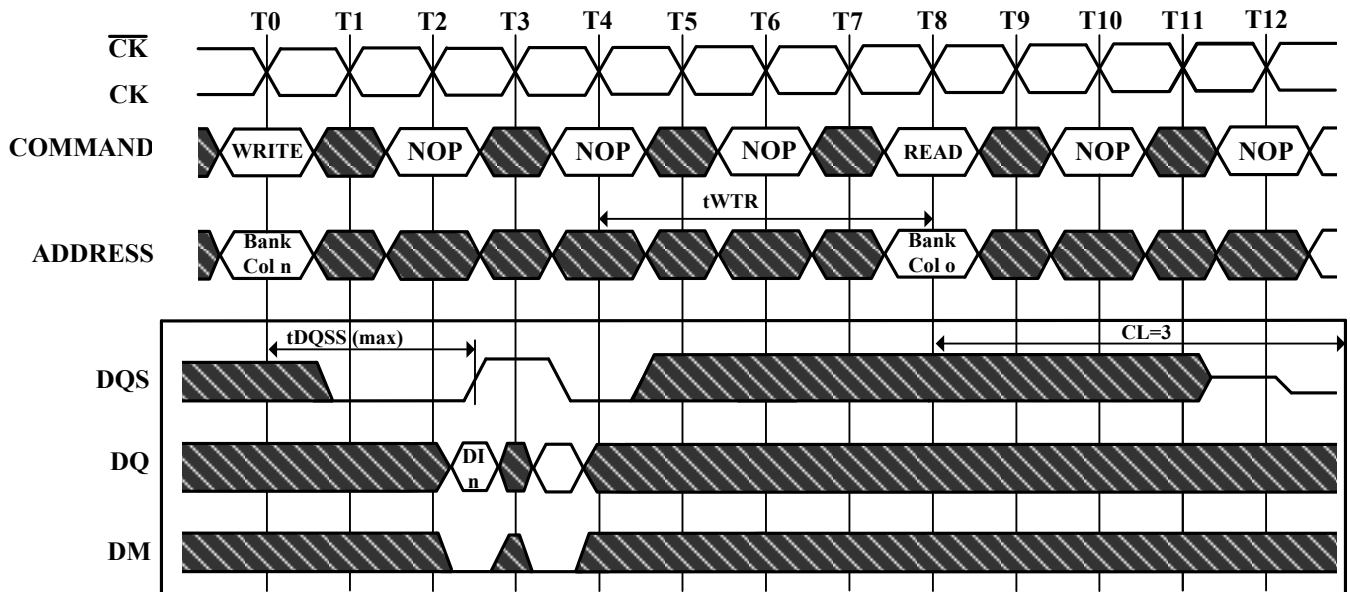 T0 T1 T2 T3 T4 T5 T6 T7 T8 T9 T10 T11 T12
CK
CK
COMMAND WRITE NOP NOP NOP READ NOP NOP
tWTR
ADDRESS Bank Col n Bank Col o
tDQSS (max) CL=3
DQS
DQ DI n
DM